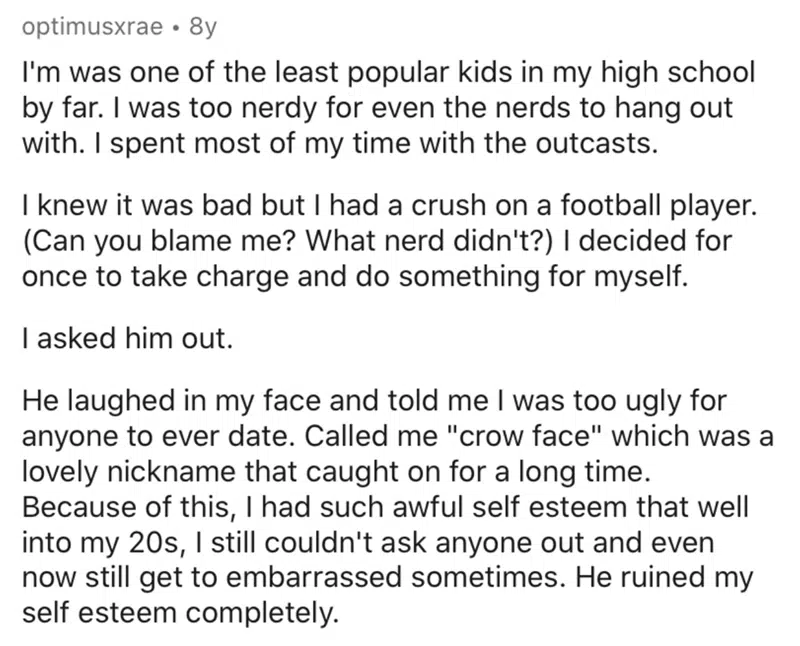 optimusxrae • 8y
I'm was one of the least popular kids in my high school
by far. I was too nerdy for even the nerds to hang out
with. I spent most of my time with the outcasts.
I knew it was bad but I had a crush on a football player.
(Can you blame me? What nerd didn't?) I decided for
once to take charge and do something for myself.
I asked him out.
He laughed in my face and told me I was too ugly for
anyone to ever date. Called me "crow face" which was a
lovely nickname that caught on for a long time.
Because of this, I had such awful self esteem that well
into my 20s, I still couldn't ask anyone out and even
now still get to embarrassed sometimes. He ruined my
self esteem completely.